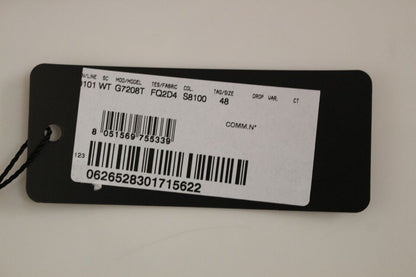 /LINE SC MOD/MODEL TES/FABRIC COL. TAG/SIZE DROP VAR. CT
0101 WT G7208T FQ2D4 S8100 48
COMM.N°
8 051569 755339
123
0626528301715622